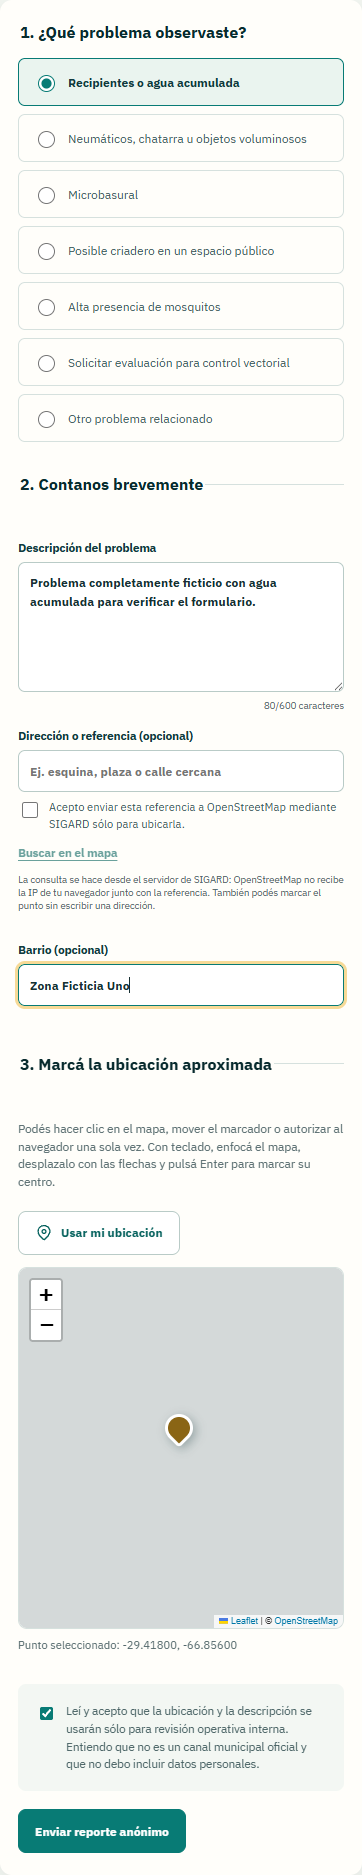 1. ¿Qué problema observaste?
Recipientes o agua acumulada
Neumáticos, chatarra u objetos voluminosos
Microbasural
Posible criadero en un espacio público
Alta presencia de mosquitos
Solicitar evaluación para control vectorial
Otro problema relacionado
2. Contanos brevemente
Descripción del problema
Problema completamente ficticio con agua
acumulada para verificar el formulario.
80/600 caracteres
Dirección o referencia (opcional)
Ej. esquina, plaza o calle cercana
Acepto enviar esta referencia a OpenStreetMap mediante
SIGARD sólo para ubicarla.
Buscar en el mapa
La consulta se hace desde el servidor de SIGARD: OpenStreetMap no recibe
la IP de tu navegador junto con la referencia. También podés marcar el
punto sin escribir una dirección.
Barrio (opcional)
Zona Ficticia Uno
3. Marcá la ubicación aproximada
Podés hacer clic en el mapa, mover el marcador o autorizar al
navegador una sola vez. Con teclado, enfocá el mapa,
desplazalo con las flechas y pulsá Enter para marcar su
centro.
Usar mi ubicación
+
−
Leaflet | © OpenStreetMap
Punto seleccionado: -29.41800, -66.85600
Leí y acepto que la ubicación y la descripción se
usarán sólo para revisión operativa interna.
Entiendo que no es un canal municipal oficial y
que no debo incluir datos personales.
Enviar reporte anónimo